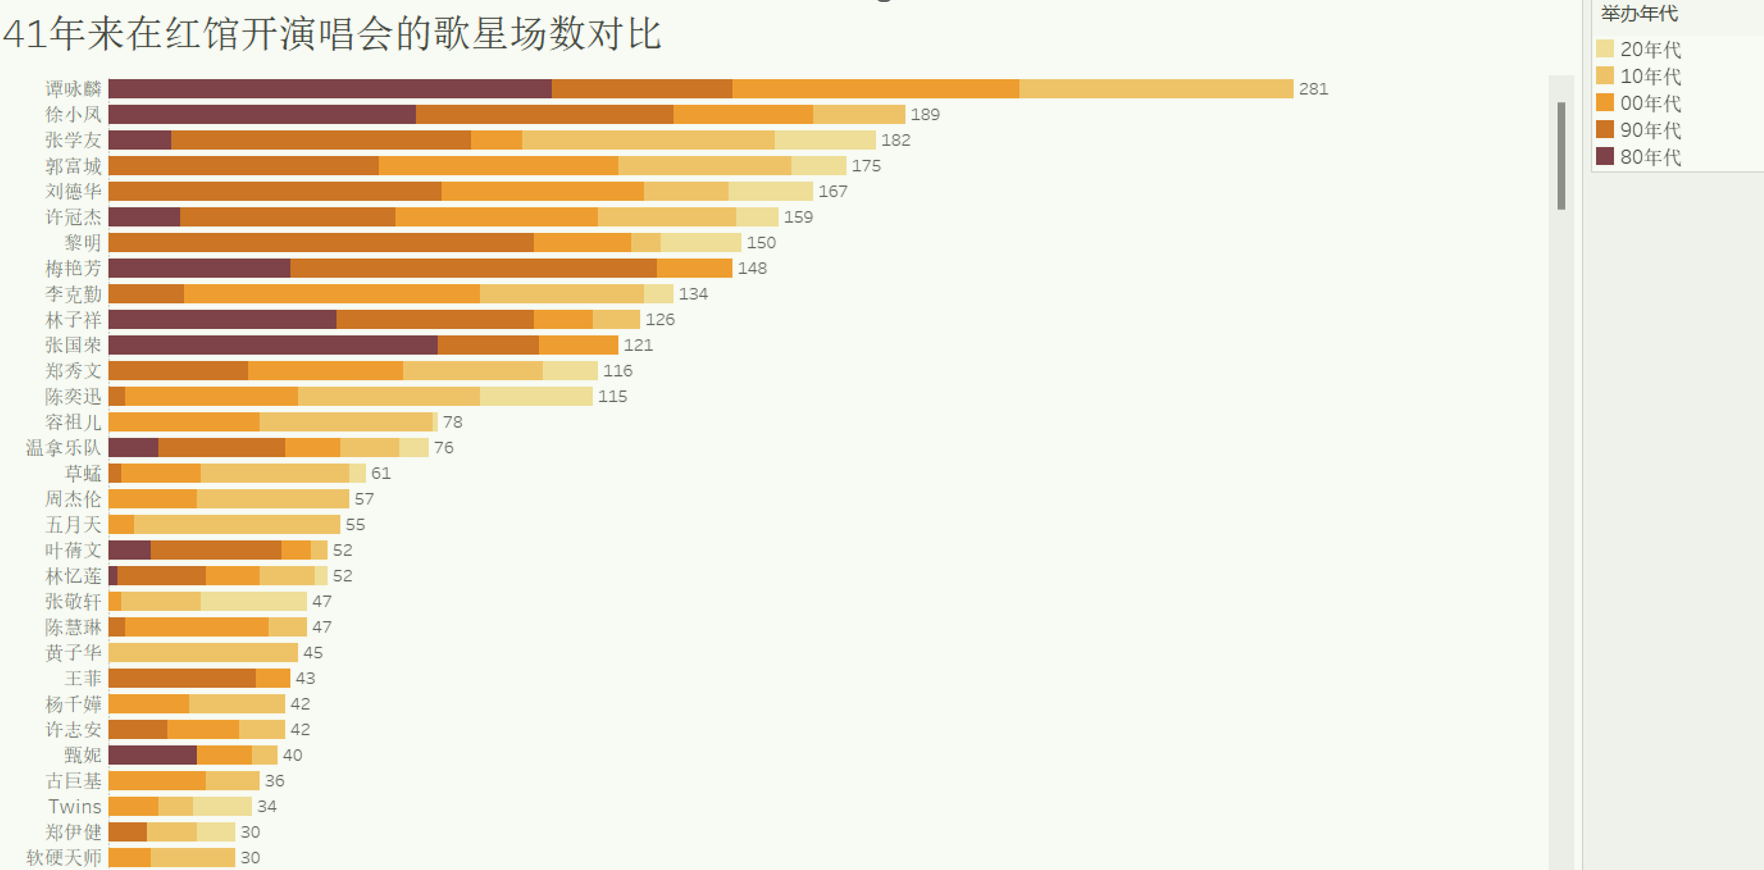 41年来在红馆开演唱会的歌星场数对比
举办年代
20年代
10年代
00年代
90年代
80年代
谭咏麟 281
徐小凤 189
张学友 182
郭富城 175
刘德华 167
许冠杰 159
黎明 150
梅艳芳 148
李克勤 134
林子祥 126
张国荣 121
郑秀文 116
陈奕迅 115
容祖儿 78
温拿乐队 76
草蜢 61
周杰伦 57
五月天 55
叶蒨文 52
林忆莲 52
张敬轩 47
陈慧琳 47
黄子华 45
王菲 43
杨千嬅 42
许志安 42
甄妮 40
古巨基 36
Twins 34
郑伊健 30
软硬天师 30